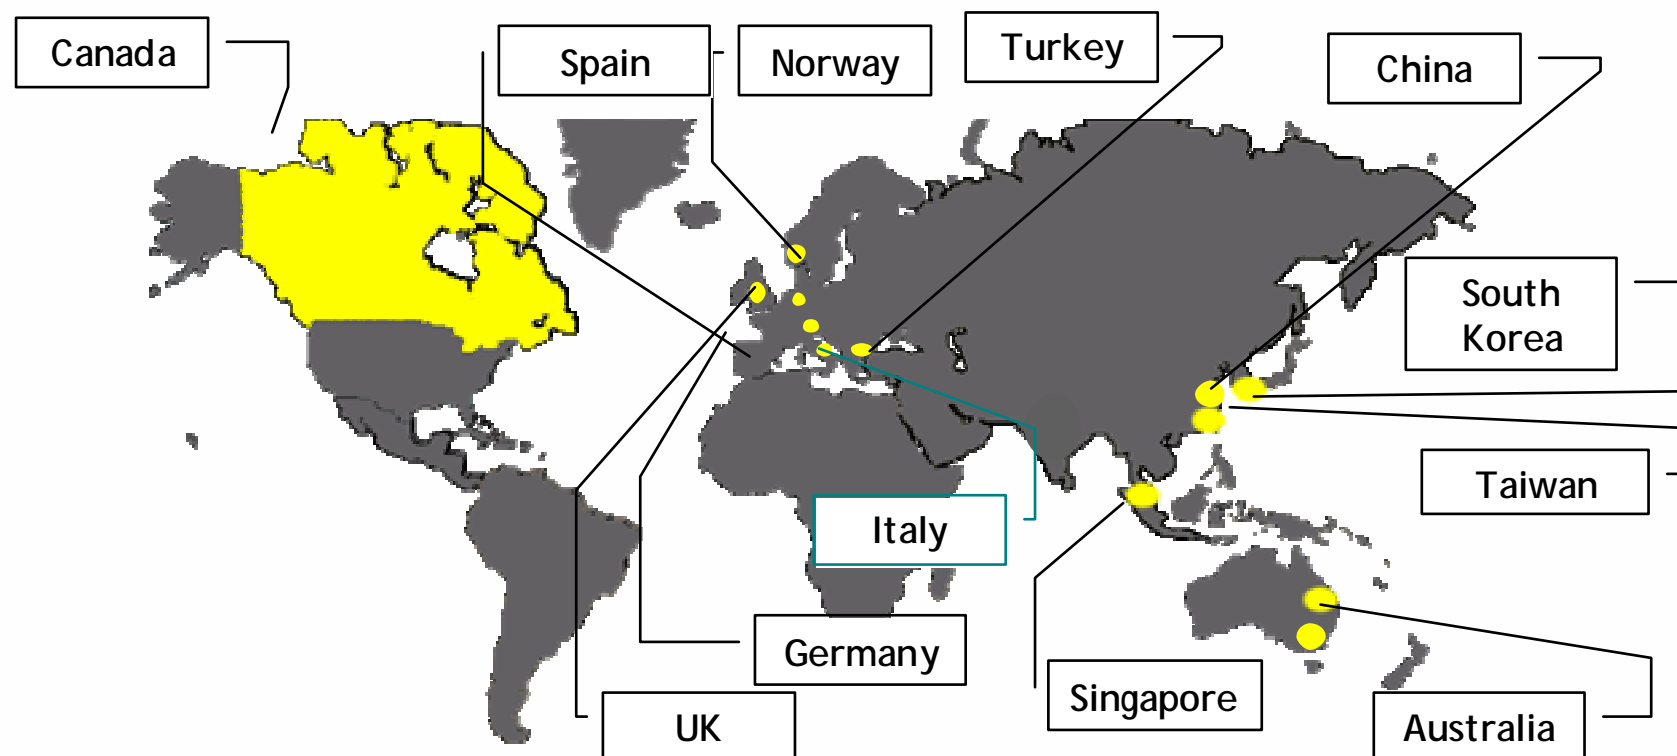 Canada
Spain
Norway
Turkey
China
South
Korea
Taiwan
Italy
Germany
Singapore
UK
Australia